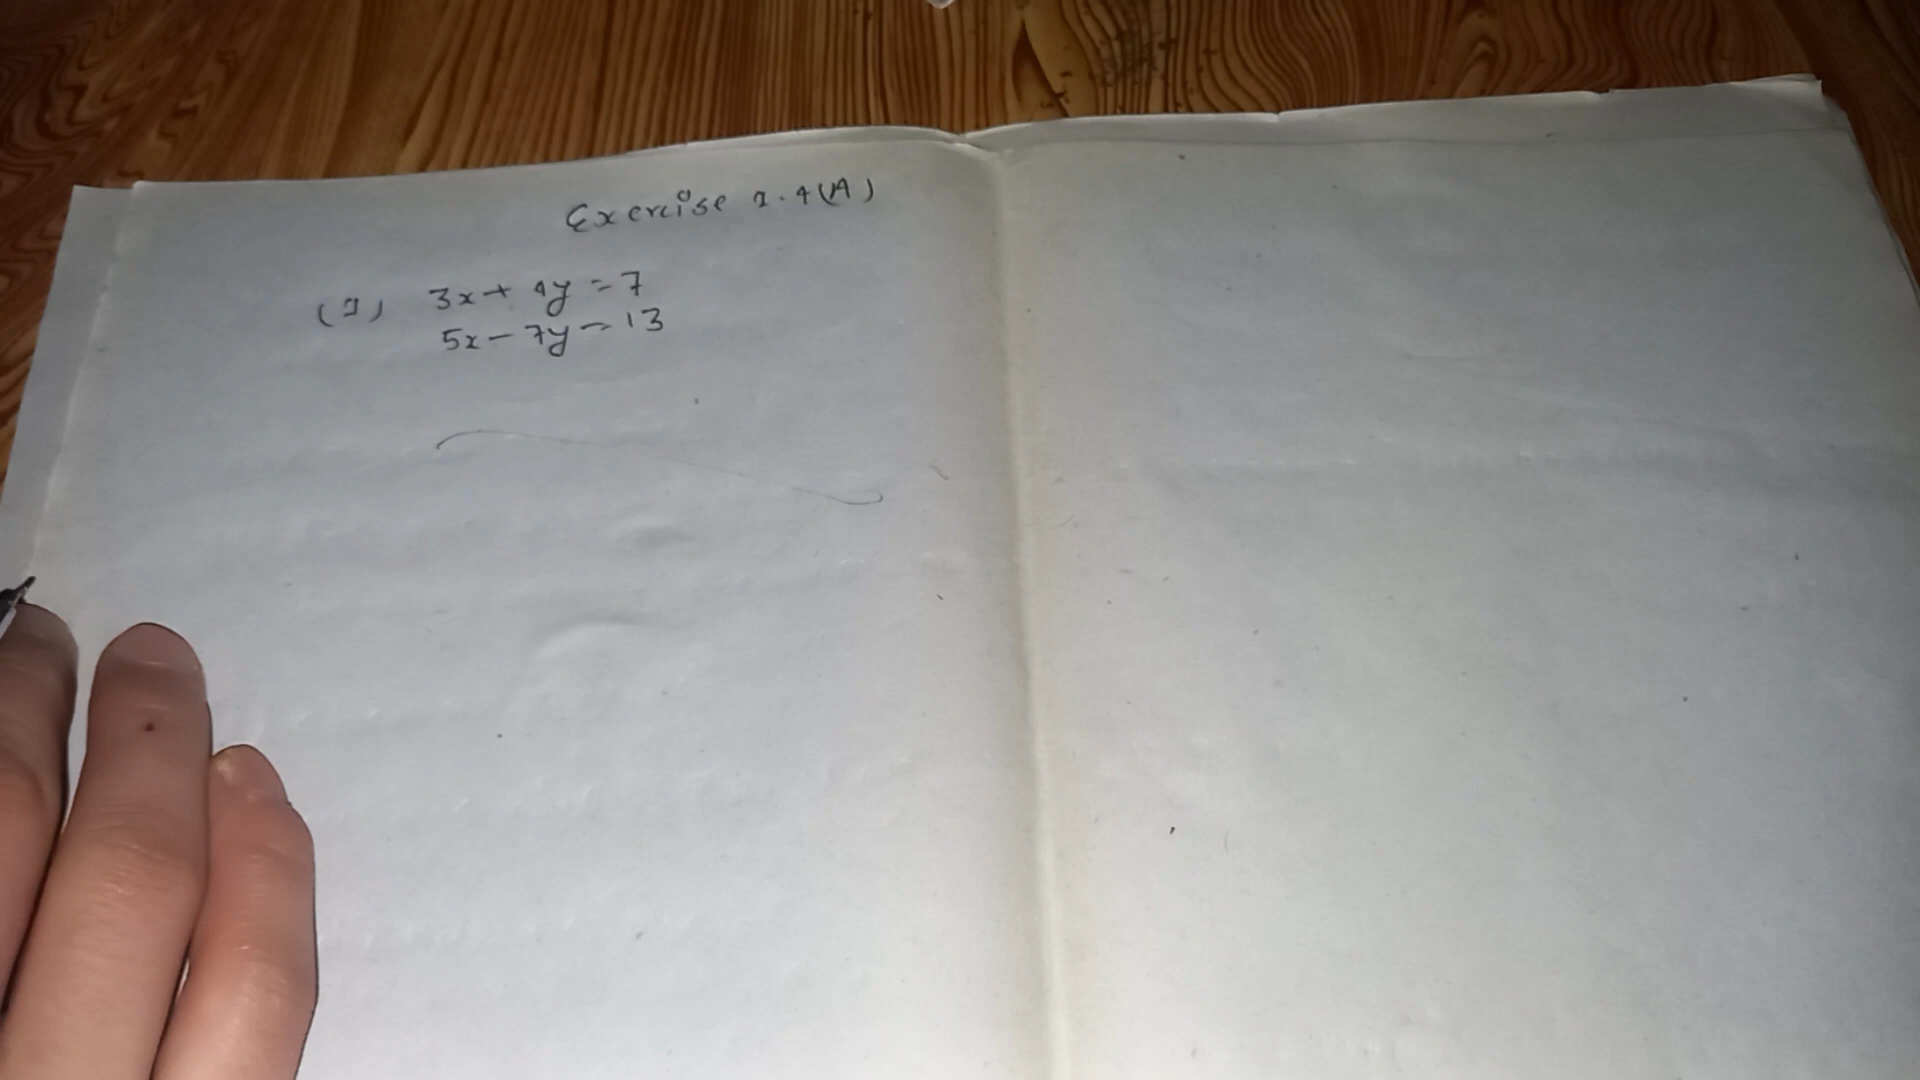 Exercise 1.4(A)
(1) 3x + 4y = 7
5x - 7y = 13